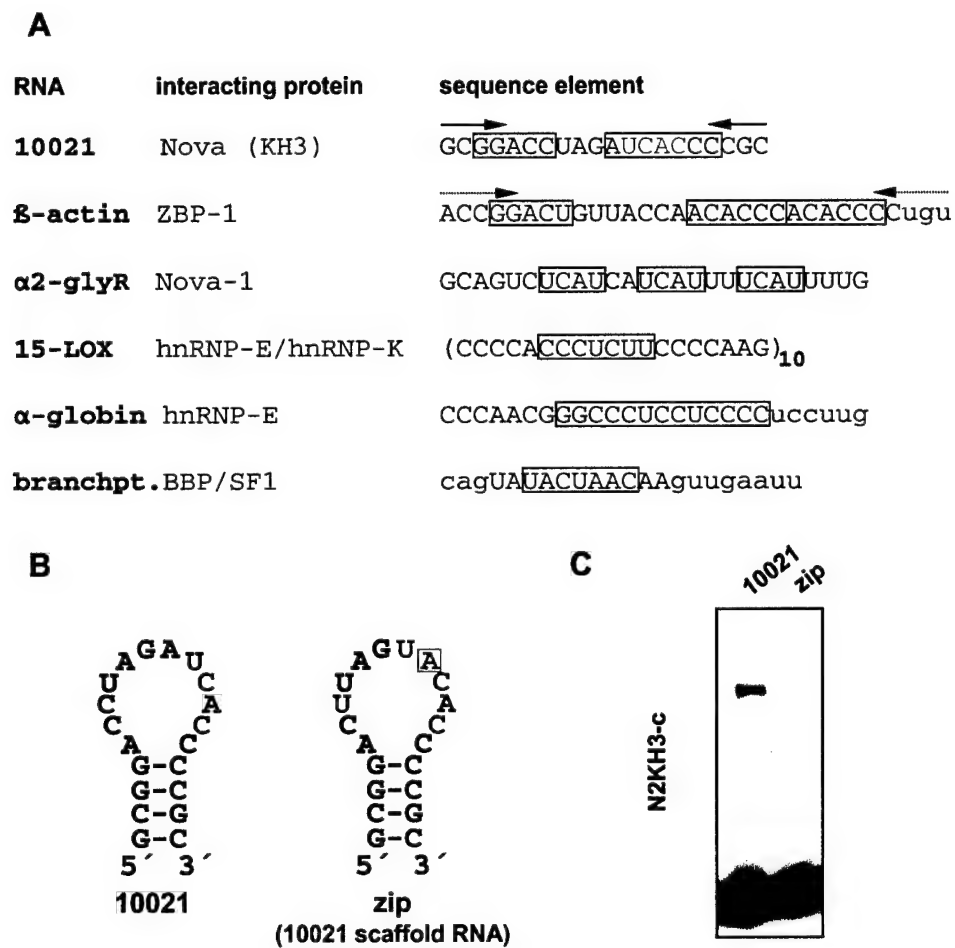 A
RNA interacting protein sequence element
10021 Nova (KH3) GCGGACCUAGAUCACCCCGC
ß-actin ZBP-1 ACCGGACUGUUACCAACACCCACACCCCugu
α2-glyR Nova-1 GCAGUCUCAUCAUCAUUUUCAUUUUG
15-LOX hnRNP-E/hnRNP-K (CCCCACCCUCUUCCCCAAG)10
α-globin hnRNP-E CCCAACGGGCCCUCCUCCCCuccuug
branchpt. BBP/SF1 cagUAUACUAACAAguugaauu
B
G A G U
A U A A
U C U C
C A U A
C C C C
A C A C
G-C G-C
G-C G-C
C-G C-G
G-C G-C
5´ 3´ 5´ 3´
10021 zip
(10021 scaffold RNA)
C
10021 zip
N2KH3-c